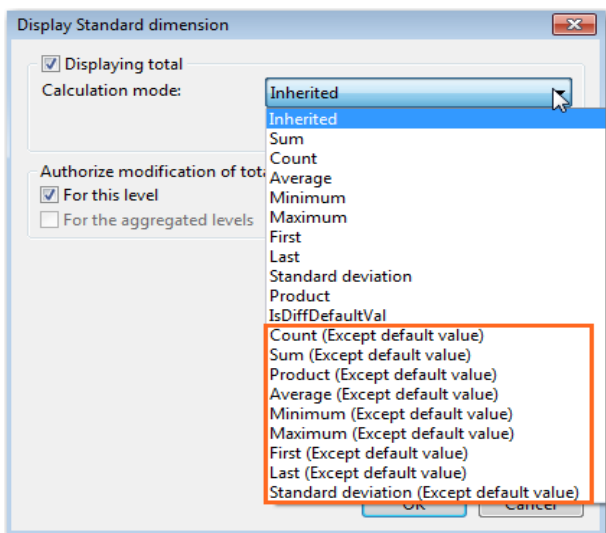 Display Standard dimension
Displaying total
Calculation mode:
Inherited
Inherited
Sum
Count
Average
Minimum
Maximum
First
Last
Standard deviation
Product
IsDiffDefaultVal
Count (Except default value)
Sum (Except default value)
Product (Except default value)
Average (Except default value)
Minimum (Except default value)
Maximum (Except default value)
First (Except default value)
Last (Except default value)
Standard deviation (Except default value)
Authorize modification of tota
For this level
For the aggregated levels
OK
Cancel